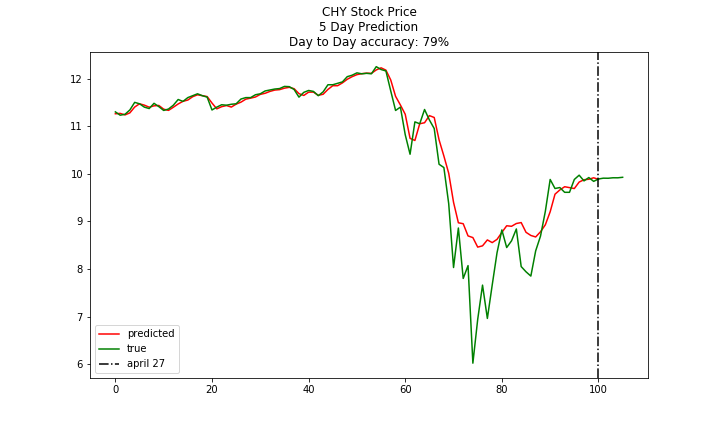 CHY Stock Price
5 Day Prediction
Day to Day accuracy: 79%
12
11
10
9
8
7
6
predicted
true
april 27
0
20
40
60
80
100